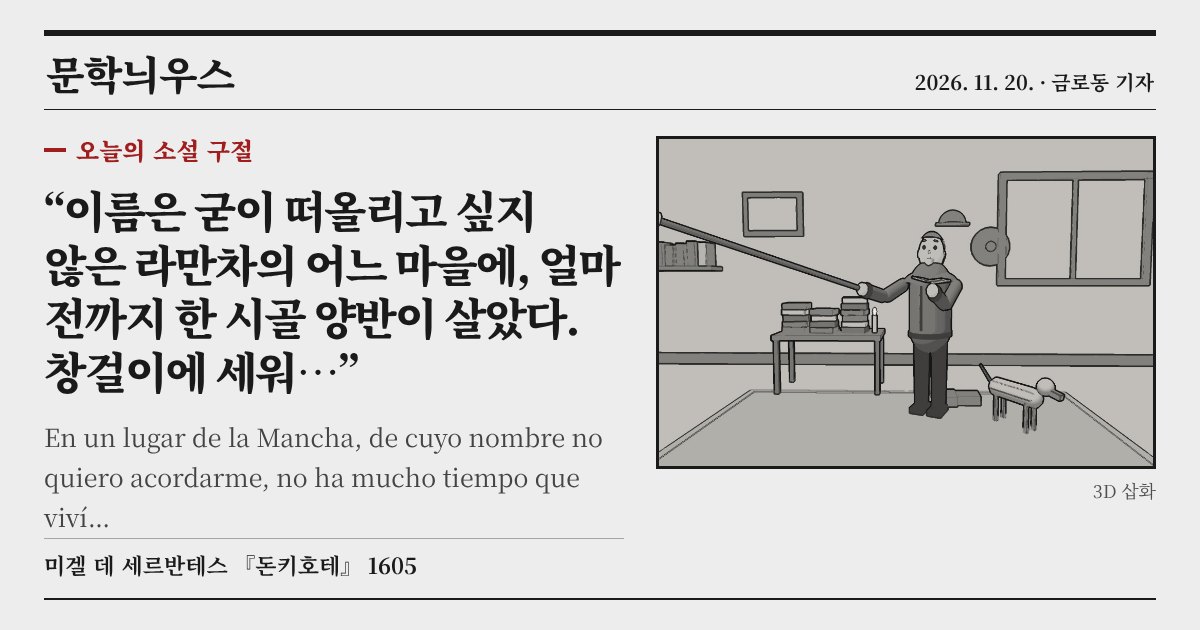 문학늬우스
2026. 11. 20. · 금로동 기자
오늘의 소설 구절
“이름은 굳이 떠올리고 싶지
않은 라만차의 어느 마을에, 얼마
전까지 한 시골 양반이 살았다.
창걸이에 세워…”
En un lugar de la Mancha, de cuyo nombre no
quiero acordarme, no ha mucho tiempo que
viví…
3D 삽화
미겔 데 세르반테스 『돈키호테』 1605